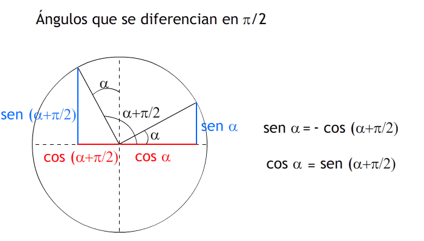 Ángulos que se diferencian en π/2
α
sen (α+π/2)
α+π/2
α
sen α
cos (α+π/2)
cos α
sen α = - cos (α+π/2)
cos α = sen (α+π/2)